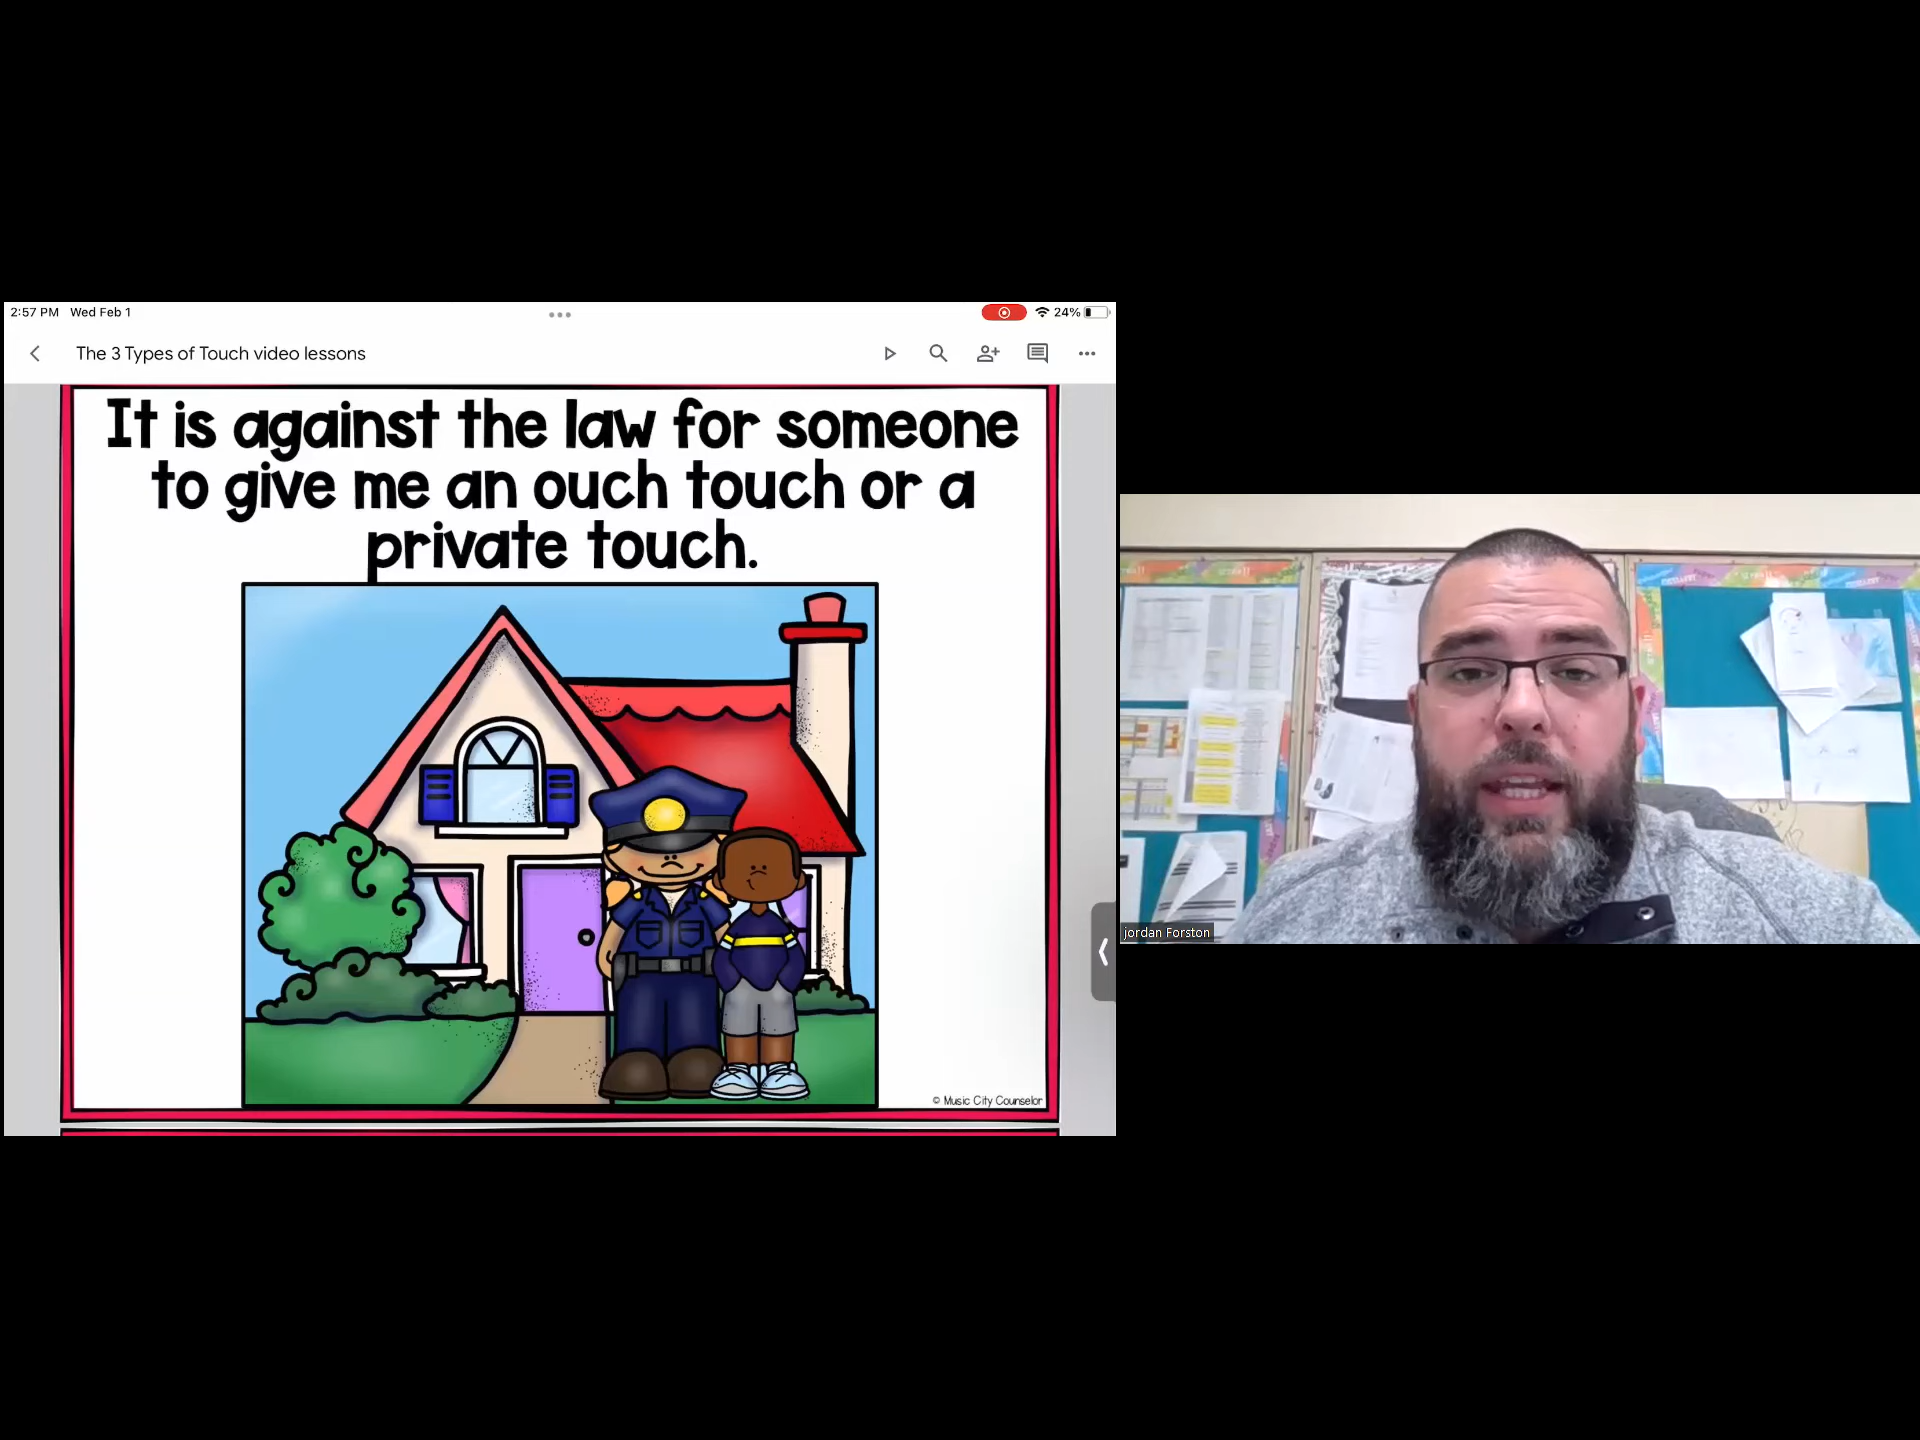 2:57 PM Wed Feb 1
24%
The 3 Types of Touch video lessons
It is against the law for someone
to give me an ouch touch or a
private touch.
© Music City Counselor
jordan Forston